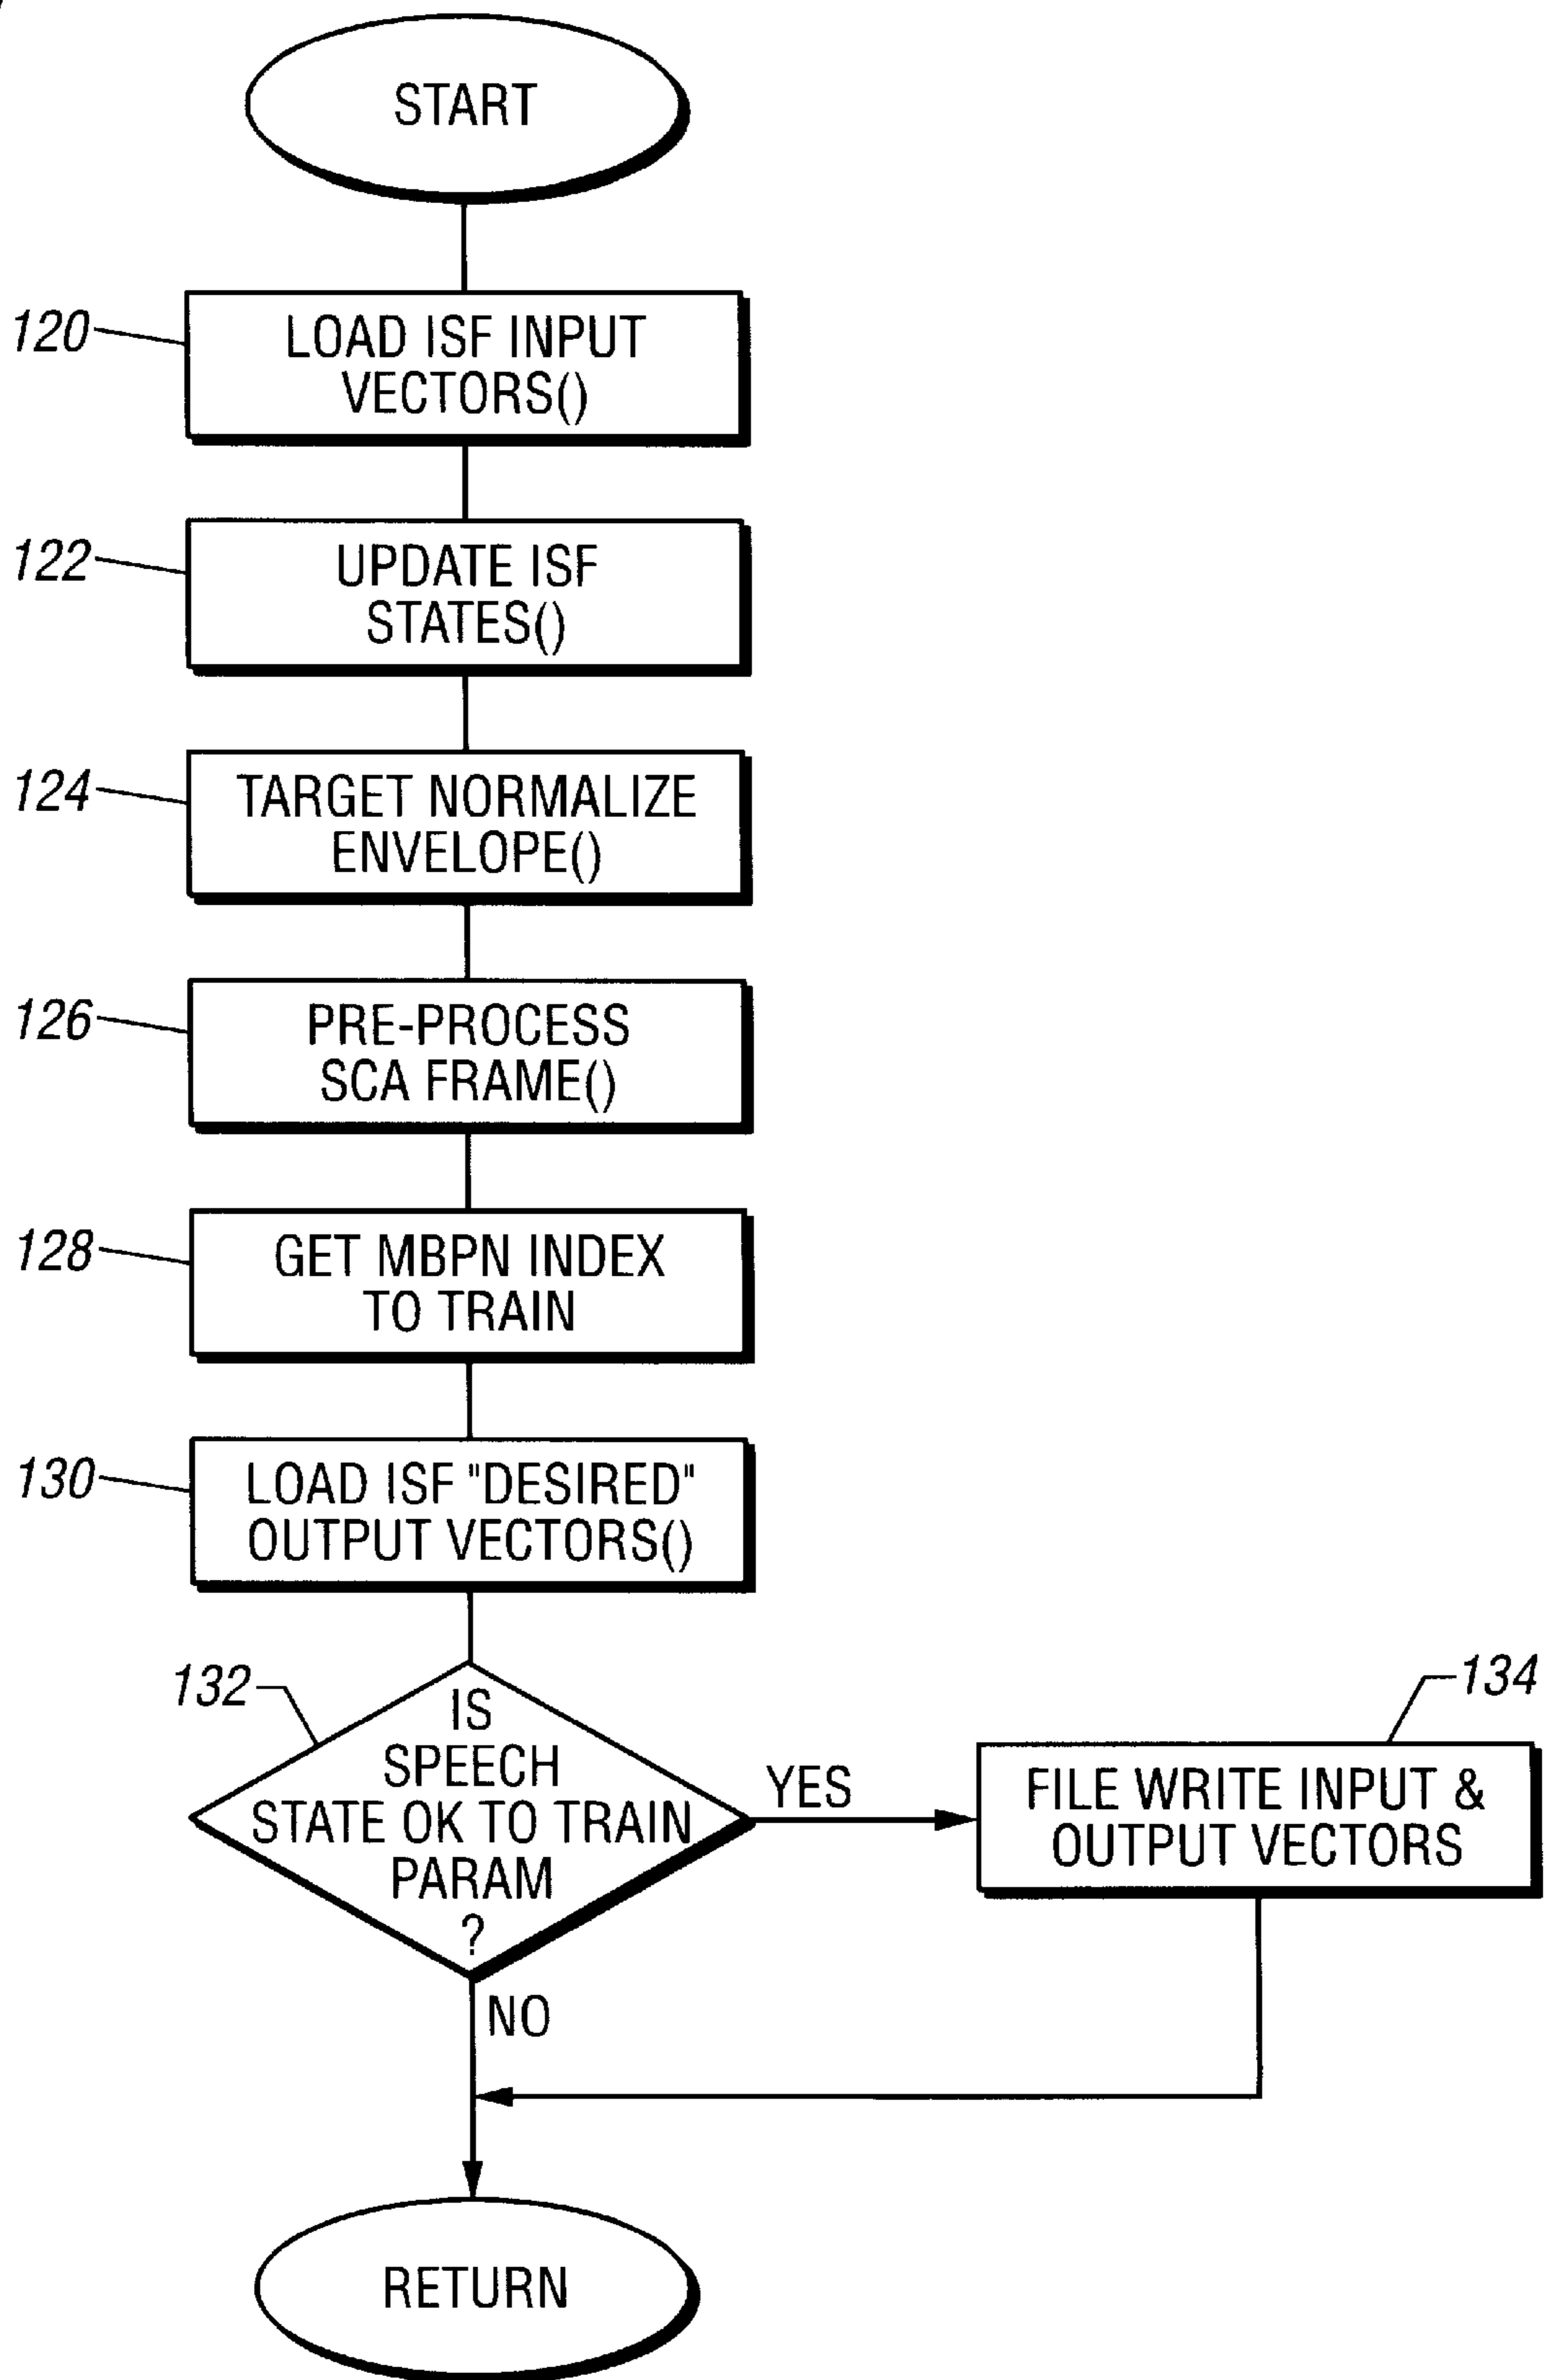 START
120
LOAD ISF INPUT
VECTORS()
122
UPDATE ISF
STATES()
124
TARGET NORMALIZE
ENVELOPE()
126
PRE-PROCESS
SCA FRAME()
128
GET MBPN INDEX
TO TRAIN
130
LOAD ISF "DESIRED"
OUTPUT VECTORS()
132
IS
SPEECH
STATE OK TO TRAIN
PARAM
?
YES
134
FILE WRITE INPUT &
OUTPUT VECTORS
NO
RETURN